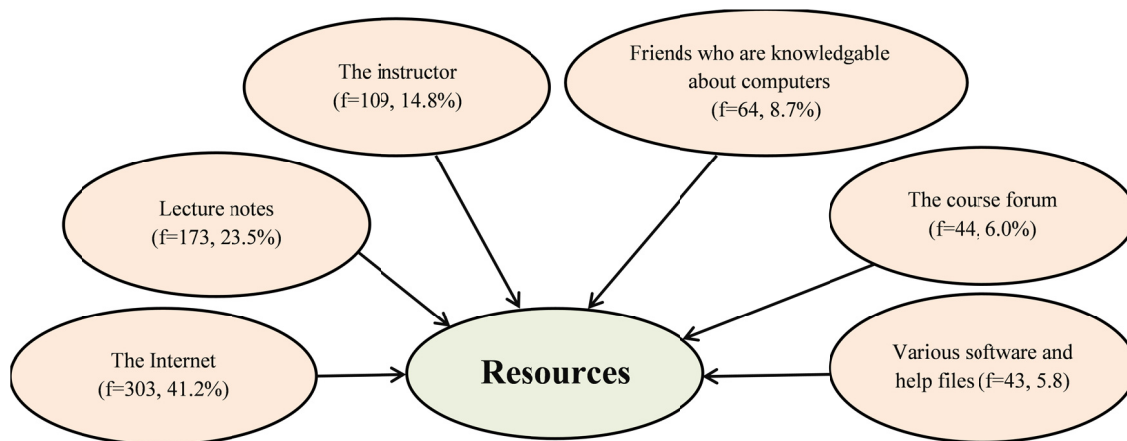 The instructor
(f=109, 14.8%)
Friends who are knowledgable
about computers
(f=64, 8.7%)
Lecture notes
(f=173, 23.5%)
The course forum
(f=44, 6.0%)
The Internet
(f=303, 41.2%)
Resources
Various software and
help files (f=43, 5.8)